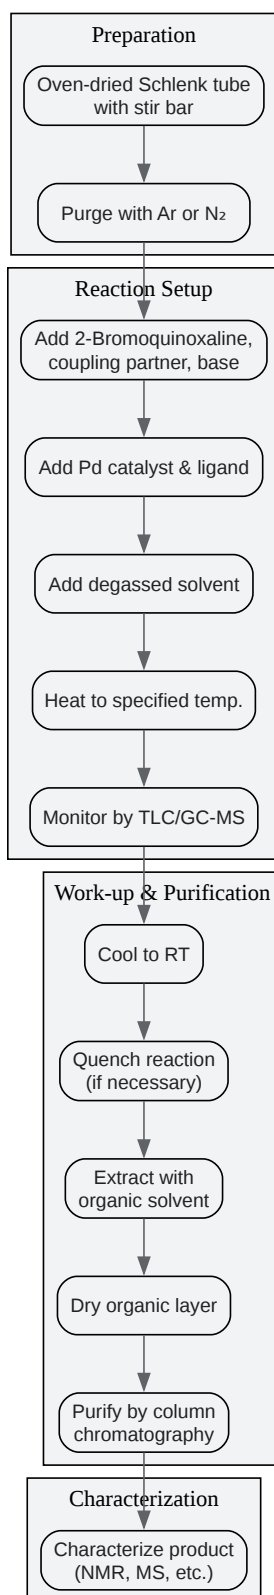 Preparation
Oven-dried Schlenk tube
with stir bar
Purge with Ar or N₂
Reaction Setup
Add 2-Bromoquinoxaline,
coupling partner, base
Add Pd catalyst & ligand
Add degassed solvent
Heat to specified temp.
Monitor by TLC/GC-MS
Work-up & Purification
Cool to RT
Quench reaction
(if necessary)
Extract with
organic solvent
Dry organic layer
Purify by column
chromatography
Characterization
Characterize product
(NMR, MS, etc.)